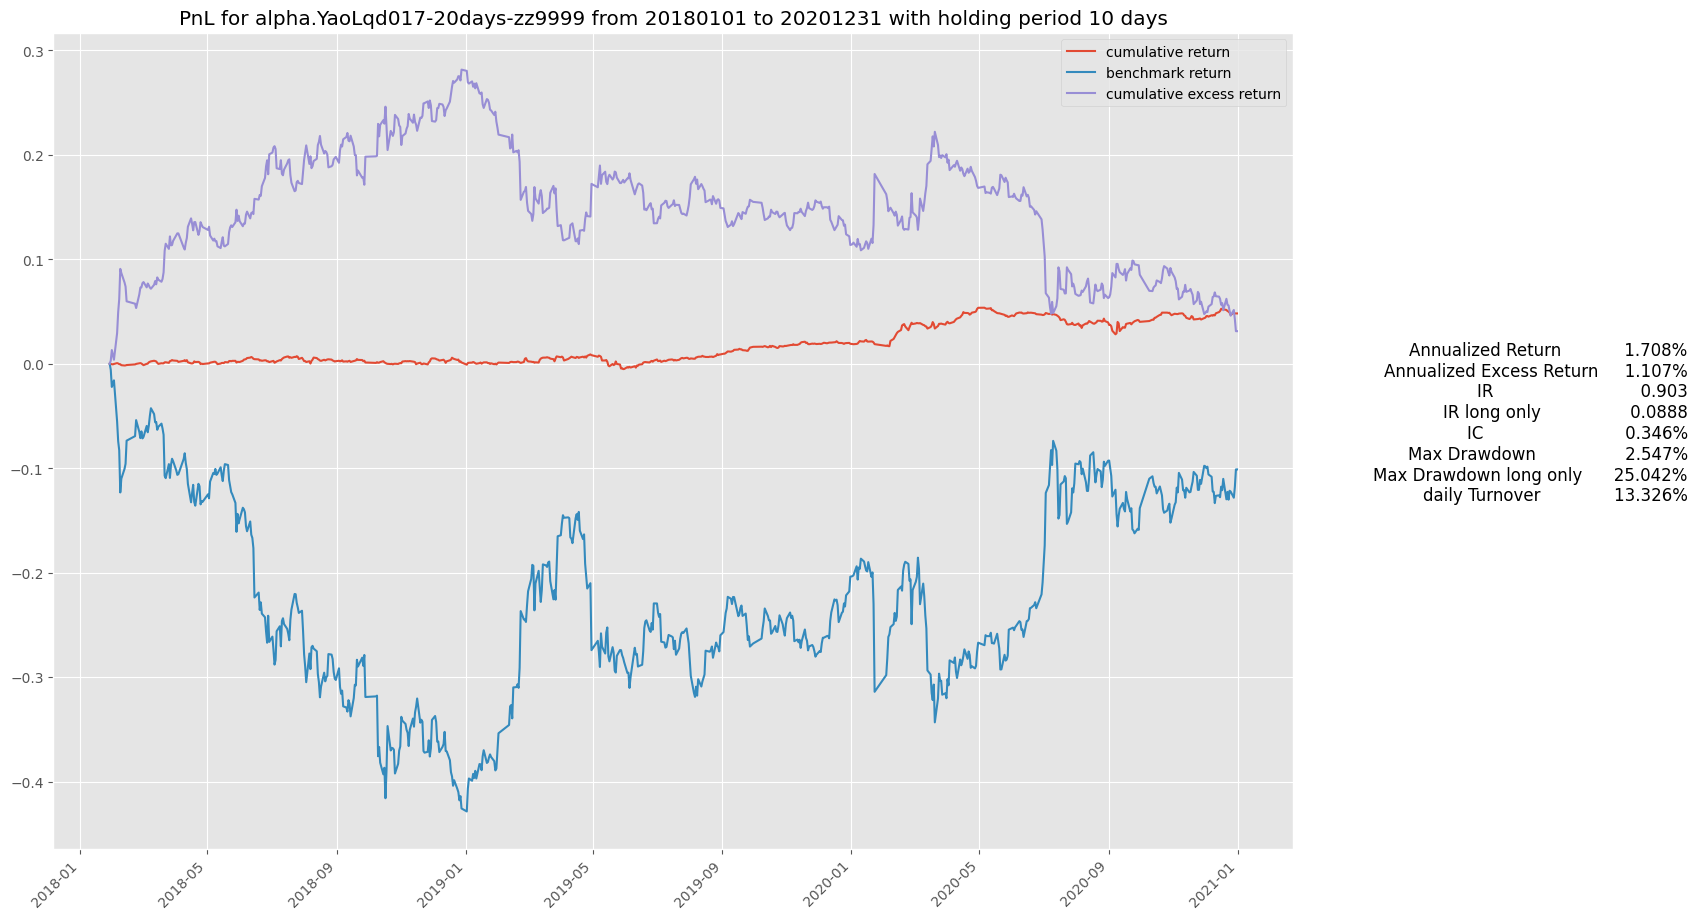 PnL for alpha.YaoLqd017-20days-zz9999 from 20180101 to 20201231 with holding period 10 days
cumulative return
benchmark return
cumulative excess return
0.3
0.2
0.1
0.0
−0.1
−0.2
−0.3
−0.4
2018-01
2018-05
2018-09
2019-01
2019-05
2019-09
2020-01
2020-05
2020-09
2021-01
Annualized Return 1.708%
Annualized Excess Return 1.107%
IR 0.903
IR long only 0.0888
IC 0.346%
Max Drawdown 2.547%
Max Drawdown long only 25.042%
daily Turnover 13.326%